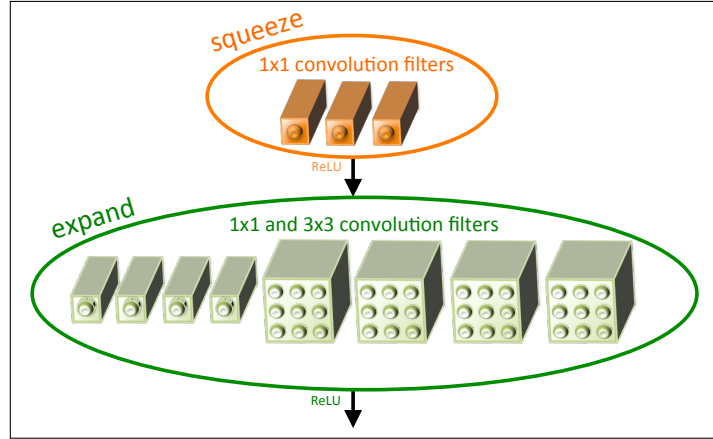 squeeze
1x1 convolution filters
ReLU
expand
1x1 and 3x3 convolution filters
ReLU